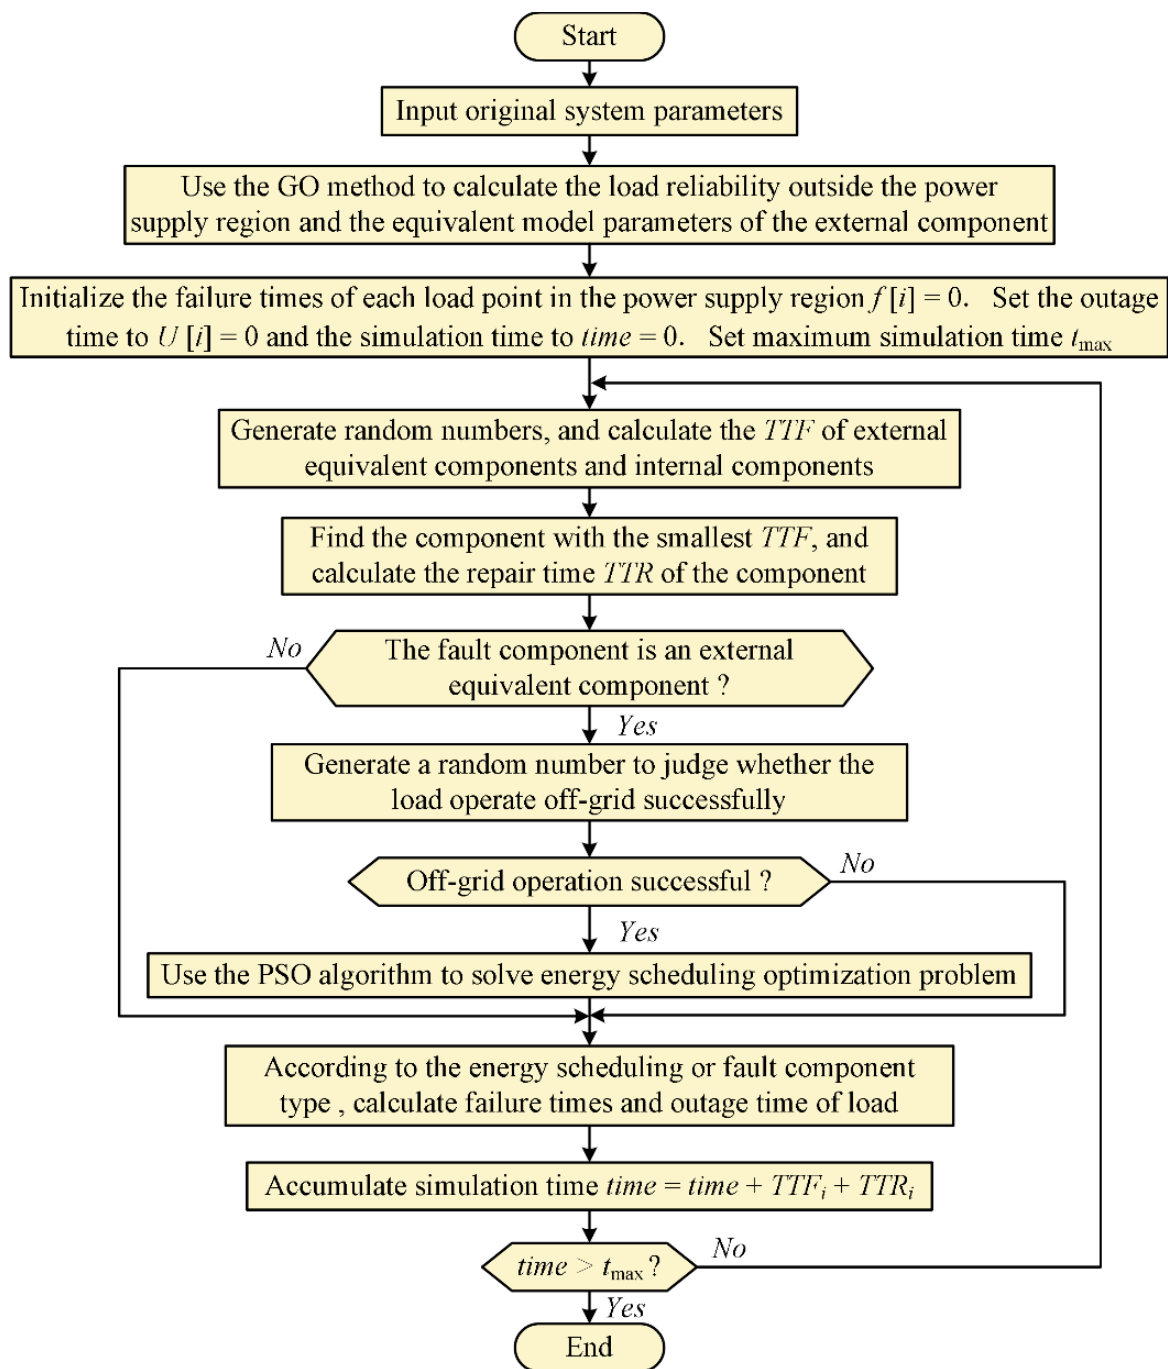 Start
Input original system parameters
Use the GO method to calculate the load reliability outside the power
supply region and the equivalent model parameters of the external component
Initialize the failure times of each load point in the power supply region f [i] = 0. Set the outage
time to U [i] = 0 and the simulation time to time = 0. Set maximum simulation time tmax
Generate random numbers, and calculate the TTF of external
equivalent components and internal components
Find the component with the smallest TTF, and
calculate the repair time TTR of the component
No
The fault component is an external
equivalent component ?
Yes
Generate a random number to judge whether the
load operate off-grid successfully
Off-grid operation successful ?
No
Yes
Use the PSO algorithm to solve energy scheduling optimization problem
According to the energy scheduling or fault component
type , calculate failure times and outage time of load
Accumulate simulation time time = time + TTFi + TTRi
time > tmax ?
No
Yes
End